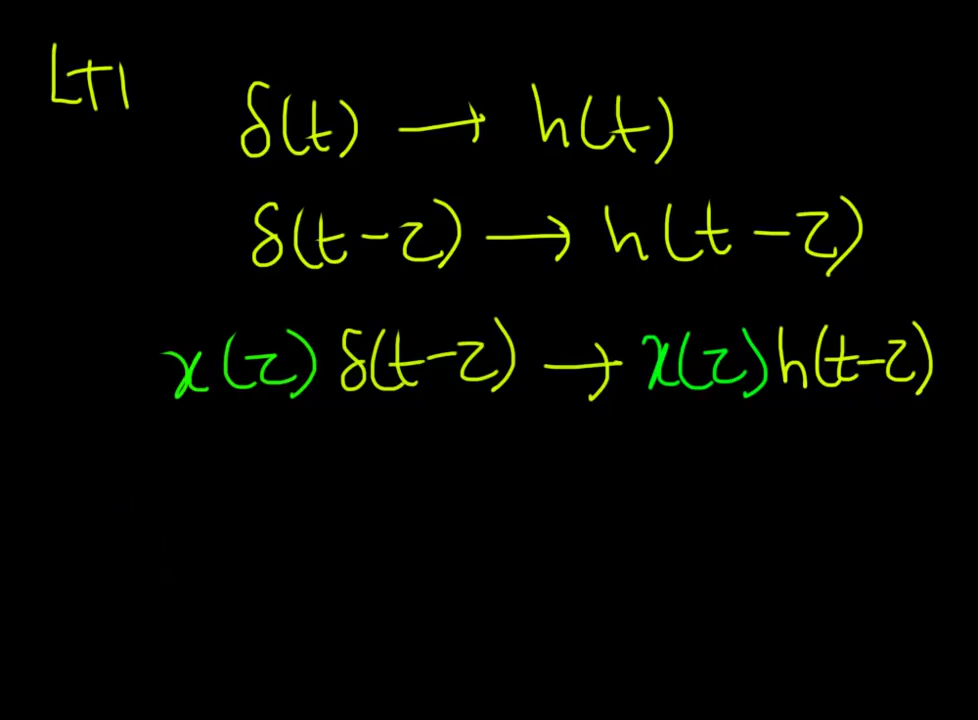 LTI
δ(t) → h(t)
δ(t-τ) → h(t-τ)
x(τ) δ(t-τ) → x(τ) h(t-τ)